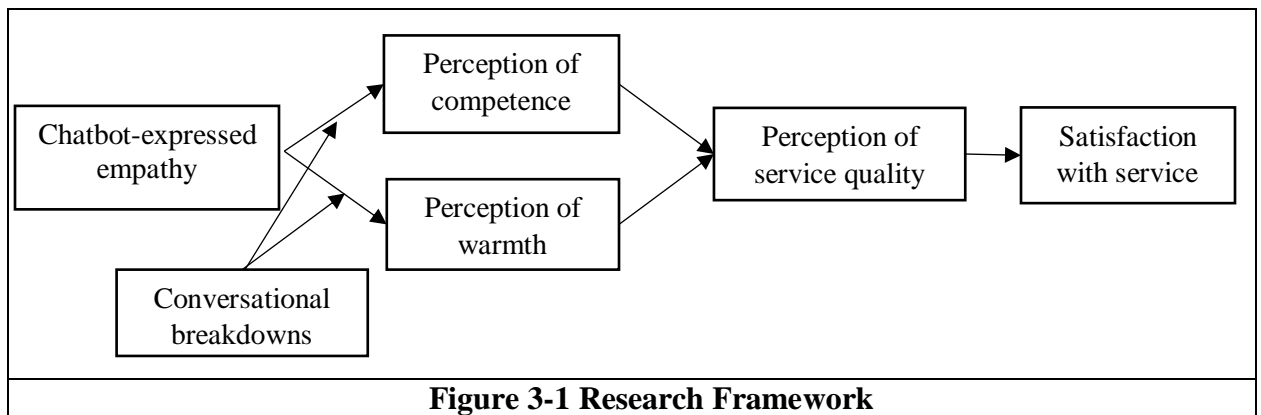 Chatbot-expressed
empathy
Perception of
competence
Perception of
warmth
Conversational
breakdowns
Perception of
service quality
Satisfaction
with service
Figure 3-1 Research Framework